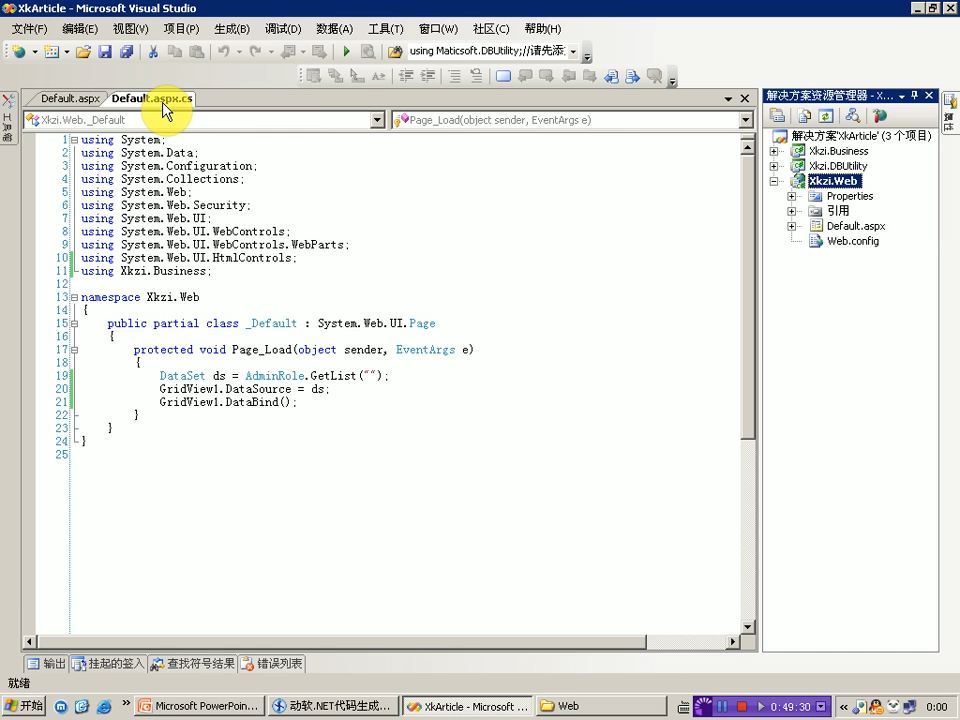 XkArticle - Microsoft Visual Studio
文件(F) 编辑(E) 视图(V) 项目(P) 生成(B) 调试(D) 数据(A) 工具(T) 窗口(W) 社区(C) 帮助(H)
using Maticsoft.DBUtility;//请先添
Default.aspx Default.aspx.cs
解决方案资源管理器 - X...
Xkzi.Web._Default
Page_Load(object sender, EventArgs e)
1 using System;
2 using System.Data;
3 using System.Configuration;
4 using System.Collections;
5 using System.Web;
6 using System.Web.Security;
7 using System.Web.UI;
8 using System.Web.UI.WebControls;
9 using System.Web.UI.WebControls.WebParts;
10 using System.Web.UI.HtmlControls;
11 using Xkzi.Business;
12
13 namespace Xkzi.Web
14 {
15 public partial class _Default : System.Web.UI.Page
16 {
17 protected void Page_Load(object sender, EventArgs e)
18 {
19 DataSet ds = AdminRole.GetList("");
20 GridView1.DataSource = ds;
21 GridView1.DataBind();
22 }
23 }
24 }
25
解决方案'XkArticle' (3 个项目)
Xkzi.Business
Xkzi.DBUtility
Xkzi.Web
Properties
引用
Default.aspx
Web.config
工具箱
属性
输出 挂起的签入 查找符号结果 错误列表
就绪
开始 Microsoft PowerPoin... 动软.NET代码生成... XkArticle - Microsoft ... Web 0:49:30 0:00